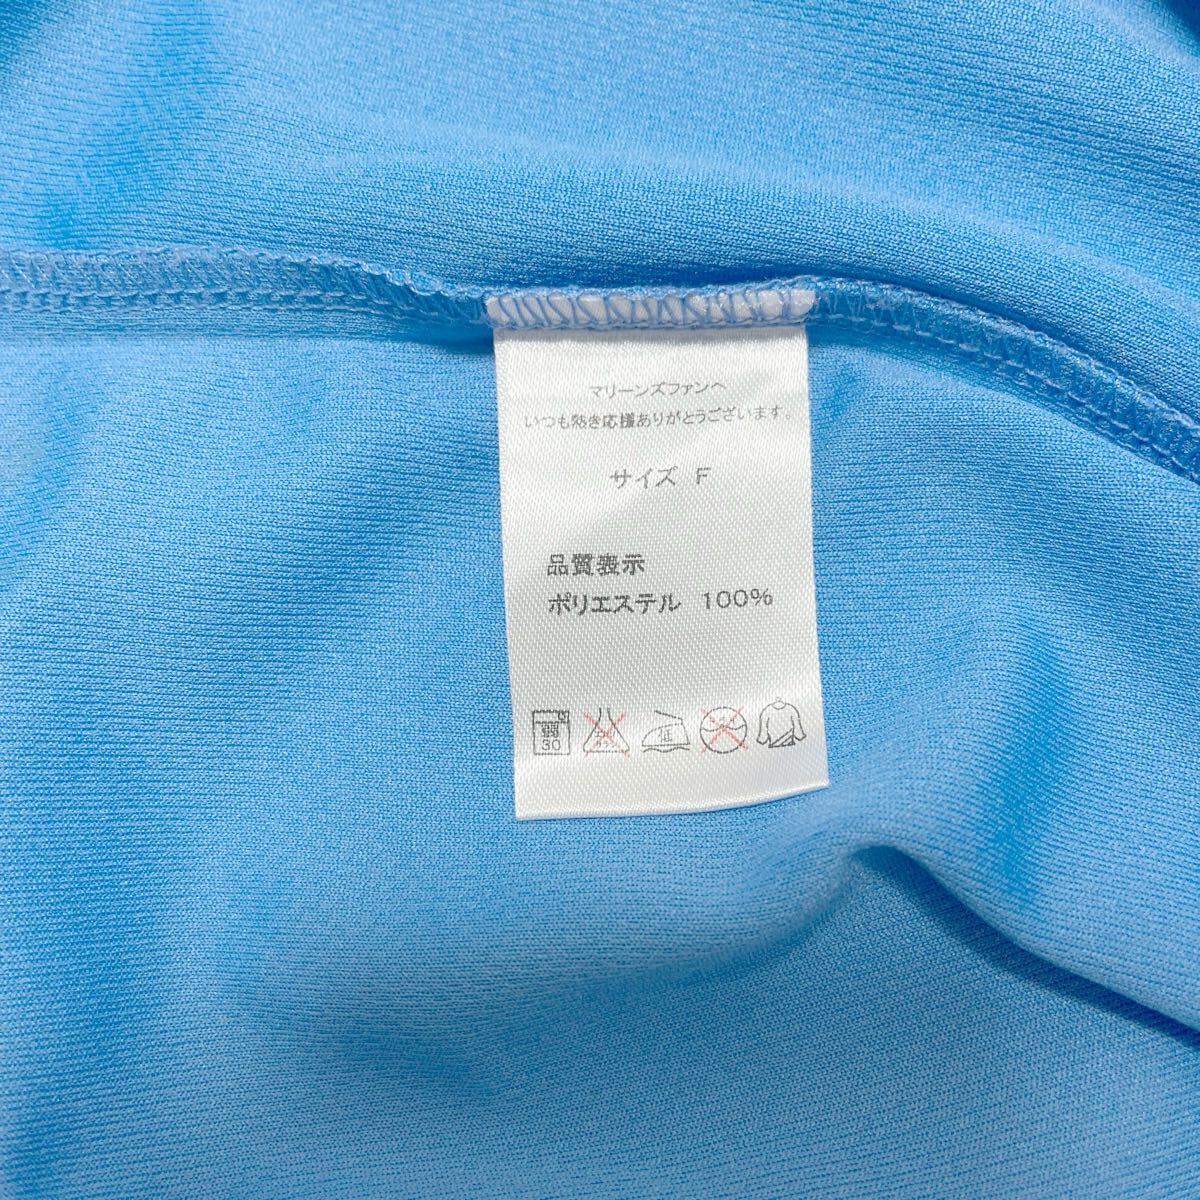 マリーンズファンへ
いつも熱き応様ありがとうございます。
サイズ F
品質表示
ポリエステル 100%
弱
30